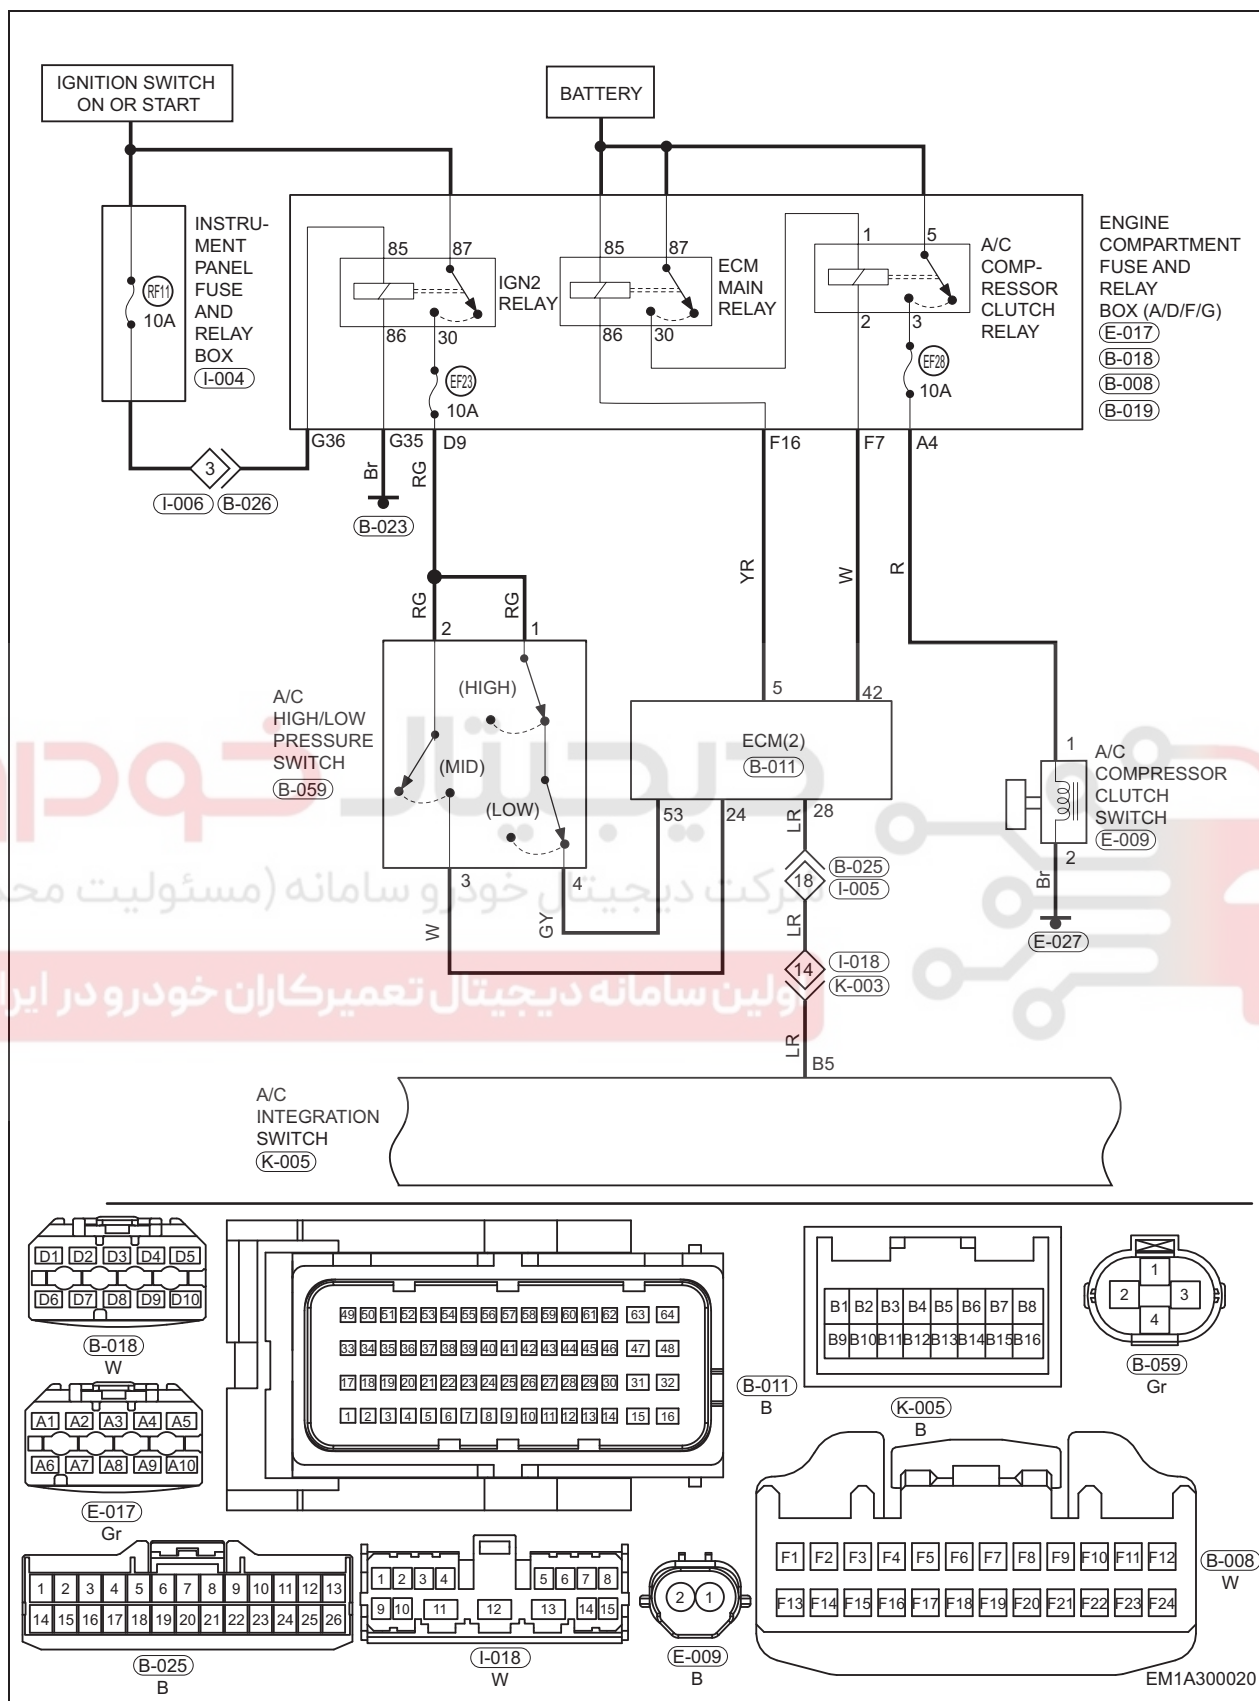 IGNITION SWITCH
ON OR START
BATTERY
INSTRU-
MENT
PANEL
FUSE
AND
RELAY
BOX
I-004
RF11
10A
85
87
IGN2
RELAY
86
30
EF23
10A
85
87
ECM
MAIN
RELAY
86
30
1
5
A/C
COMP-
RESSOR
CLUTCH
RELAY
2
3
EF28
10A
ENGINE
COMPARTMENT
FUSE AND
RELAY
BOX (A/D/F/G)
E-017
B-018
B-008
B-019
G36
G35
D9
F16
F7
A4
3
I-006 B-026
Br
RG
B-023
YR
W
R
RG
RG
2
1
A/C
HIGH/LOW
PRESSURE
SWITCH
B-059
(HIGH)
(MID)
(LOW)
5
42
ECM(2)
B-011
53
24
28
LR
1
A/C
COMPRESSOR
CLUTCH
SWITCH
E-009
2
Br
E-027
3
4
W
GY
18
B-025
I-005
LR
14
I-018
K-003
LR
B5
دیجیتال خودرو
شرکت دیجیتال خودرو سامانه (مسئولیت محد
ولین سامانه دیجیتال تعمیرکاران خودرو در ایرا
A/C
INTEGRATION
SWITCH
K-005
D1 D2 D3 D4 D5
D6 D7 D8 D9 D10
B-018
W
A1 A2 A3 A4 A5
A6 A7 A8 A9 A10
E-017
Gr
49 50 51 52 53 54 55 56 57 58 59 60 61 62 63 64
33 34 35 36 37 38 39 40 41 42 43 44 45 46 47 48
17 18 19 20 21 22 23 24 25 26 27 28 29 30 31 32
1 2 3 4 5 6 7 8 9 10 11 12 13 14 15 16
B-011
B
B1 B2 B3 B4 B5 B6 B7 B8
B9 B10 B11 B12 B13 B14 B15 B16
K-005
B
1
2 3
4
B-059
Gr
1 2 3 4 5 6 7 8 9 10 11 12 13
14 15 16 17 18 19 20 21 22 23 24 25 26
B-025
B
1 2 3 4 5 6 7 8
9 10 11 12 13 14 15
I-018
W
2 1
E-009
B
F1 F2 F3 F4 F5 F6 F7 F8 F9 F10 F11 F12
F13 F14 F15 F16 F17 F18 F19 F20 F21 F22 F23 F24
B-008
W
EM1A300020